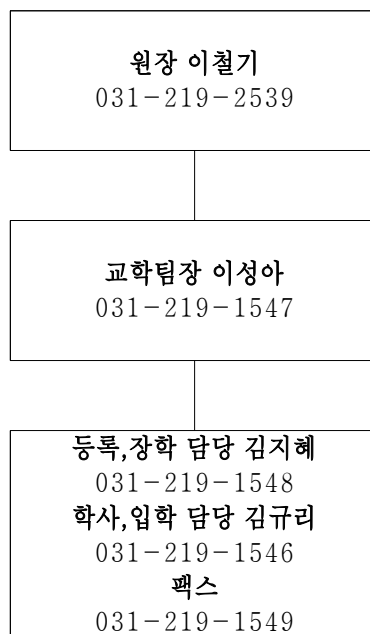 원장 이철기
031-219-2539
교학팀장 이성아
031-219-1547
등록,장학 담당 김지혜
031-219-1548
학사,입학 담당 김규리
031-219-1546
팩스
031-219-1549